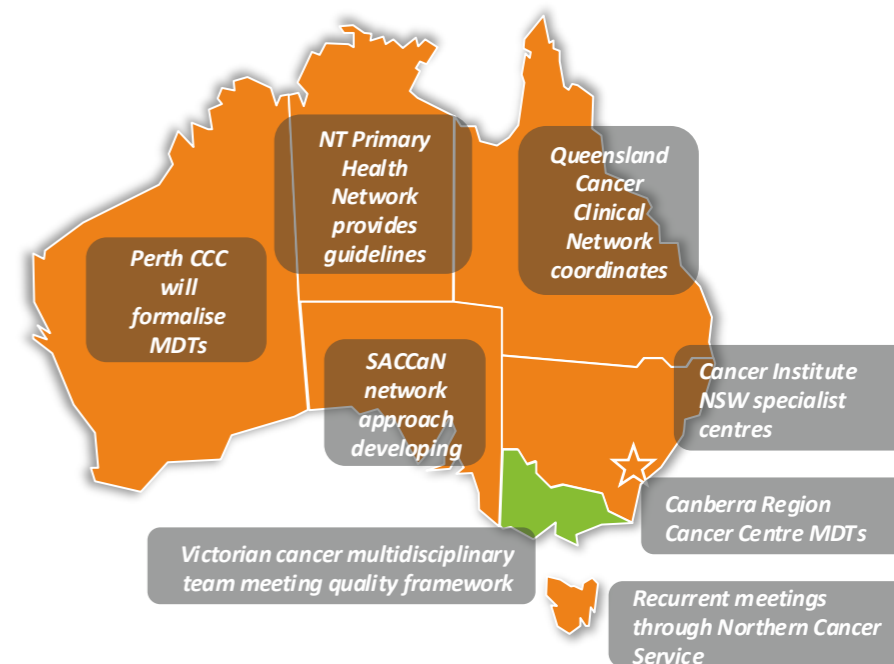 NT Primary
Health
Network
provides
guidelines
Queensland
Cancer
Clinical
Network
coordinates
Perth CCC
will
formalise
MDTs
SACCaN
network
approach
developing
Cancer Institute
NSW specialist
centres
Canberra Region
Cancer Centre MDTs
Victorian cancer multidisciplinary
team meeting quality framework
Recurrent meetings
through Northern Cancer
Service